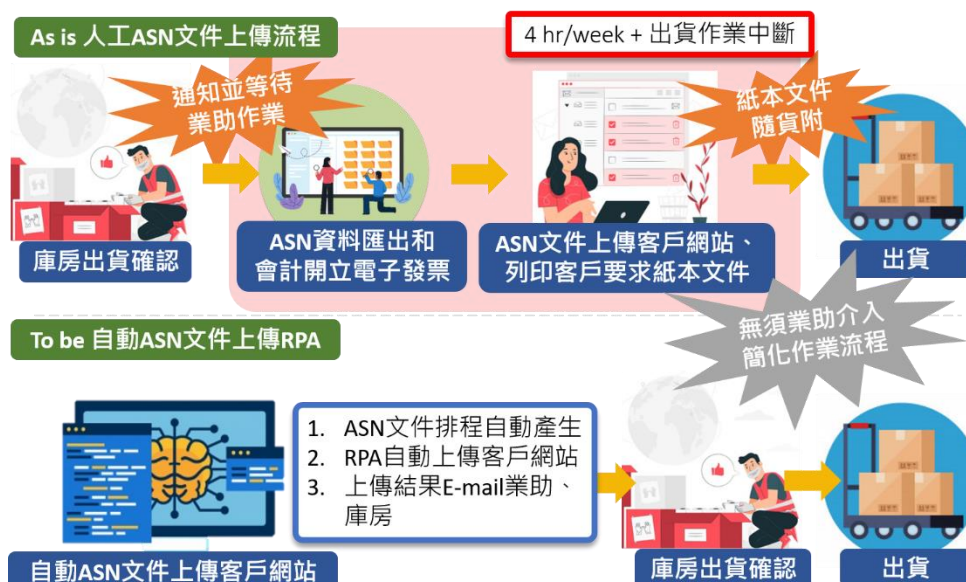 As is 人工ASN文件上傳流程
4 hr/week + 出貨作業中斷
通知並等待
業助作業
紙本文件
隨貨附
庫房出貨確認
ASN資料匯出和
會計開立電子發票
ASN文件上傳客戶網站、
列印客戶要求紙本文件
出貨
To be 自動ASN文件上傳RPA
無須業助介入
簡化作業流程
1. ASN文件排程自動產生
2. RPA自動上傳客戶網站
3. 上傳結果E-mail業助、
庫房
自動ASN文件上傳客戶網站
庫房出貨確認
出貨